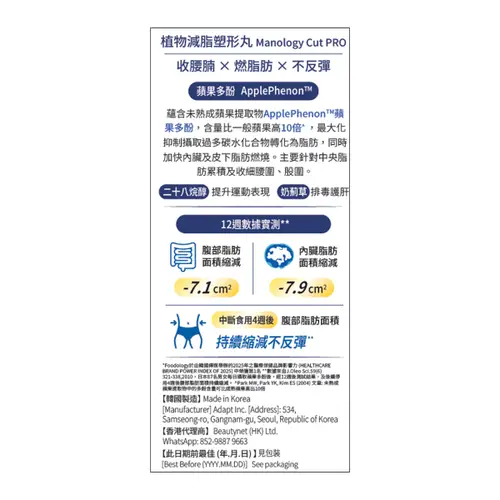 植物減脂塑形丸 Manology Cut PRO
收腰腩 × 燃脂肪 × 不反彈
蘋果多酚 ApplePhenon™
蘊含未熟成蘋果提取物ApplePhenon™蘋
果多酚，含量比一般蘋果高10倍^，最大化
抑制攝取過多碳水化合物轉化為脂肪，同時
加快內臟及皮下脂肪燃燒。主要針對中央脂
肪累積及收細腰圍、股圍。
二十八烷醇 提升運動表現 奶薊草 排毒護肝
12週數據實測**
腹部脂肪
面積縮減
-7.1 cm²
內臟脂肪
面積縮減
-7.9 cm²
中斷食用4週後 腹部脂肪面積
持續縮減不反彈**
BRAND POWER INDEX OF 2025)
【韓國製造】Made in Korea
[Manufacturer] Adapt Inc. [Address]: 534,
Samseong-ro, Gangnam-gu, Seoul, Republic of Korea
【香港代理商】Beautynet (HK) Ltd.
WhatsApp: 852-9887 9663
【此日期前最佳 (年.月.日)】見包裝
[Best Before (YYYY.MM.DD)] See packaging